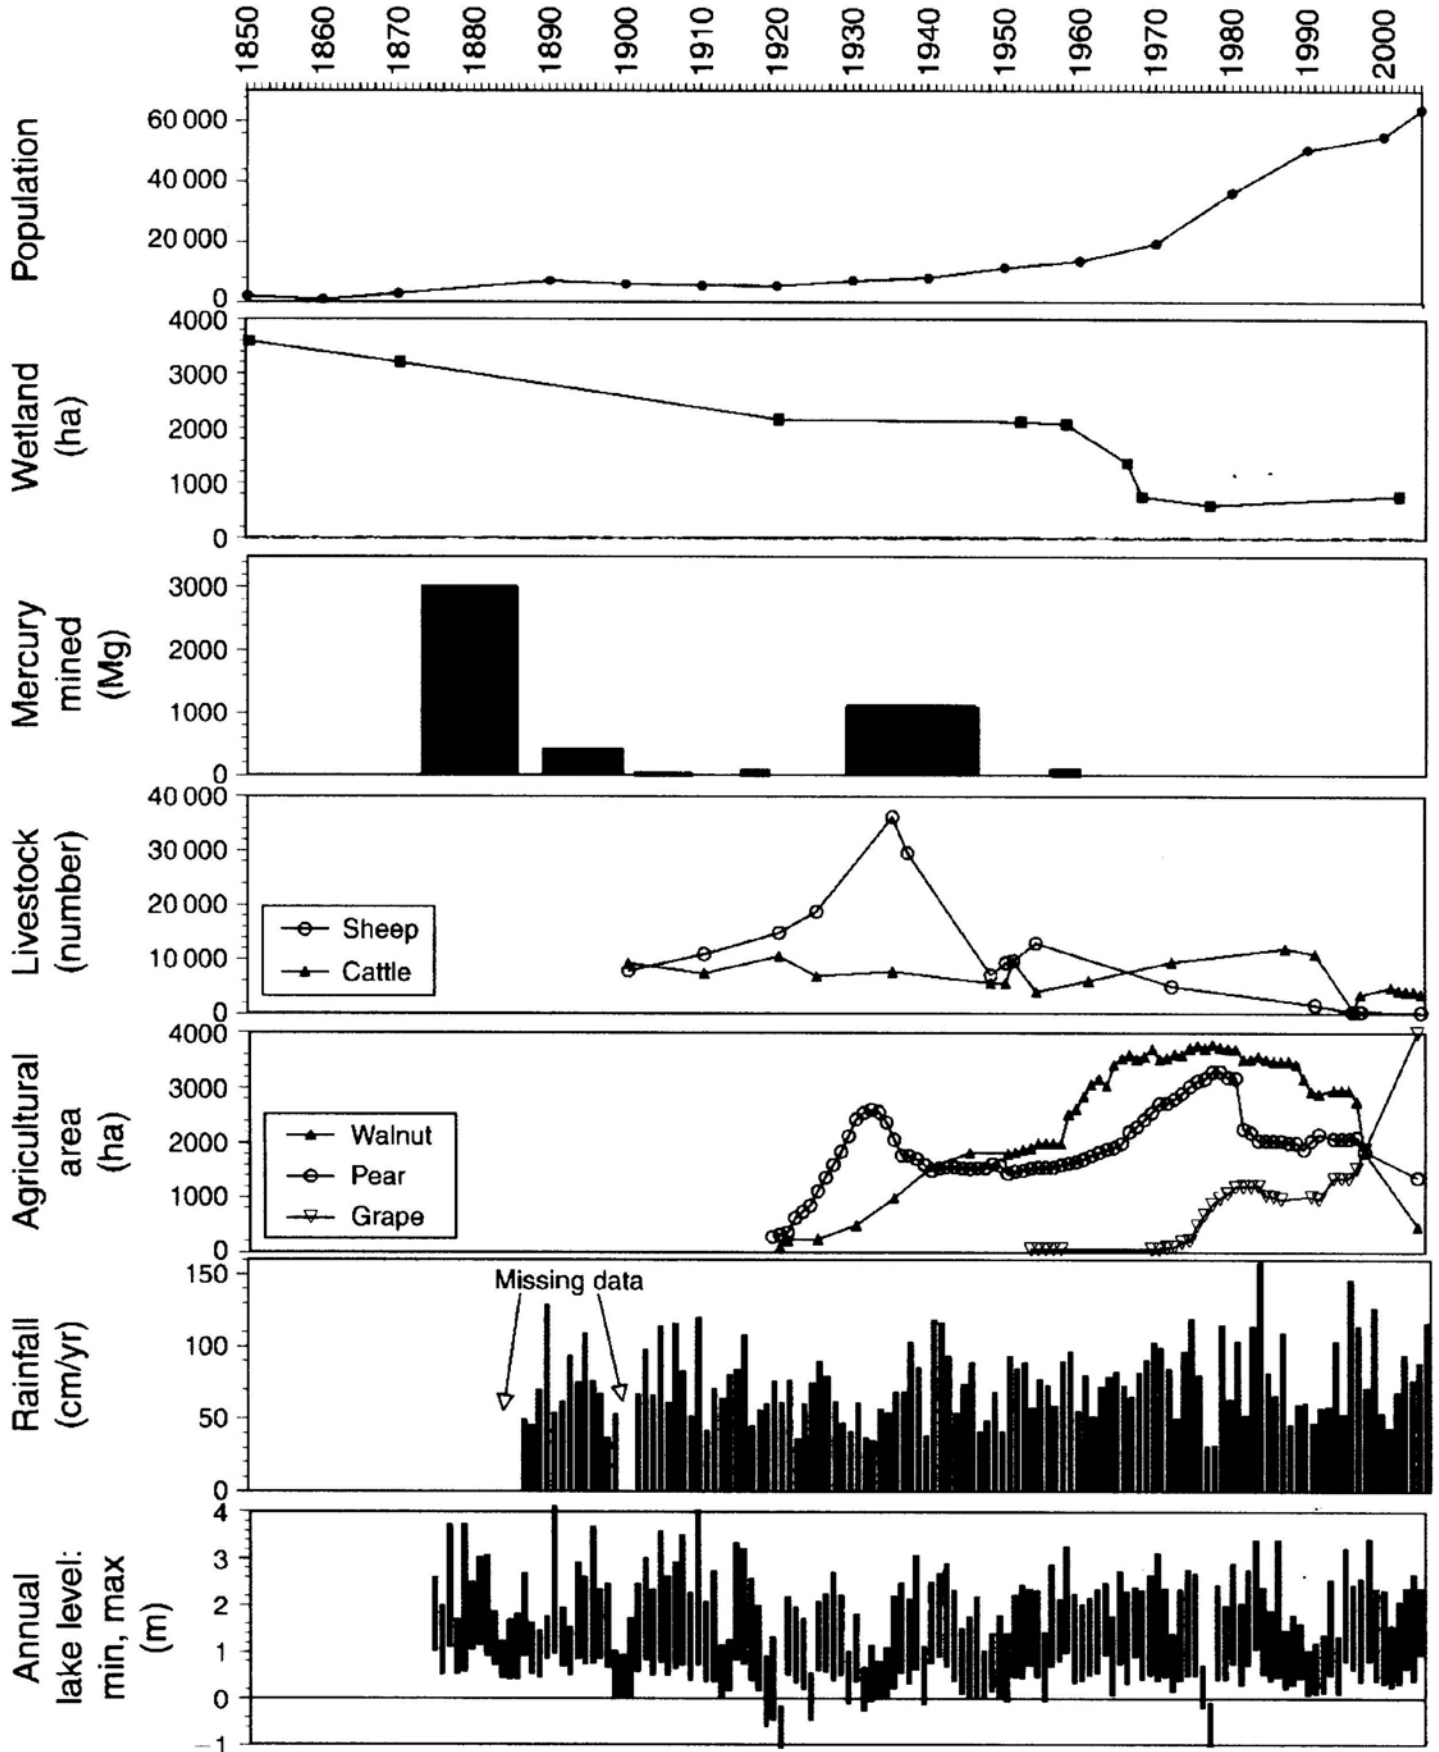 1850 1860 1870 1880 1890 1900 1910 1920 1930 1940 1950 1960 1970 1980 1990 2000
Population
60 000
40 000
20 000
0
Wetland
(ha)
4000
3000
2000
1000
0
Mercury
mined
(Mg)
3000
2000
1000
0
Livestock
(number)
40 000
30 000
20 000
10 000
0
Sheep
Cattle
Agricultural
area
(ha)
4000
3000
2000
1000
0
Walnut
Pear
Grape
Rainfall
(cm/yr)
150
100
50
0
Missing data
Annual
lake level:
min, max
(m)
4
3
2
1
0
−1